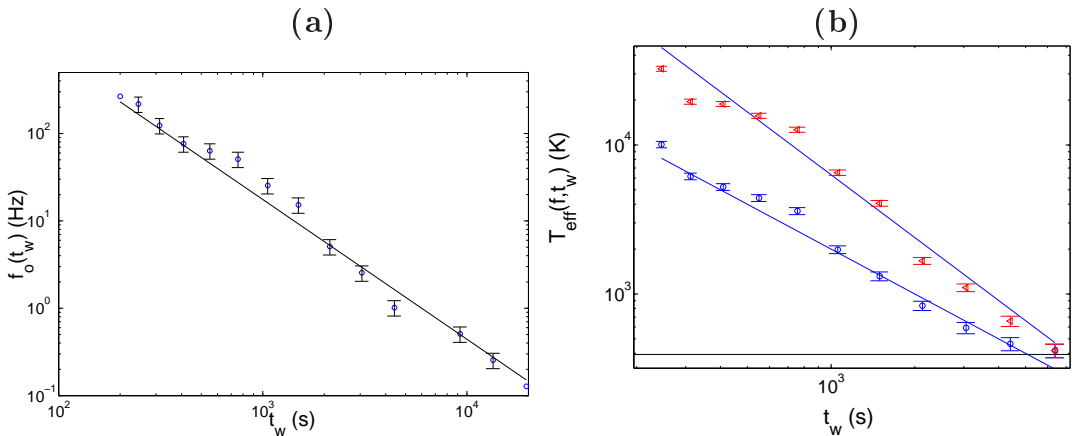 (a)
(b)
10^2
10^1
10^0
10^-1
10^2
10^3
10^4
f_o(t_w) (Hz)
t_w (s)
10^4
10^3
10^3
T_eff(f,t_w) (K)
t_w (s)